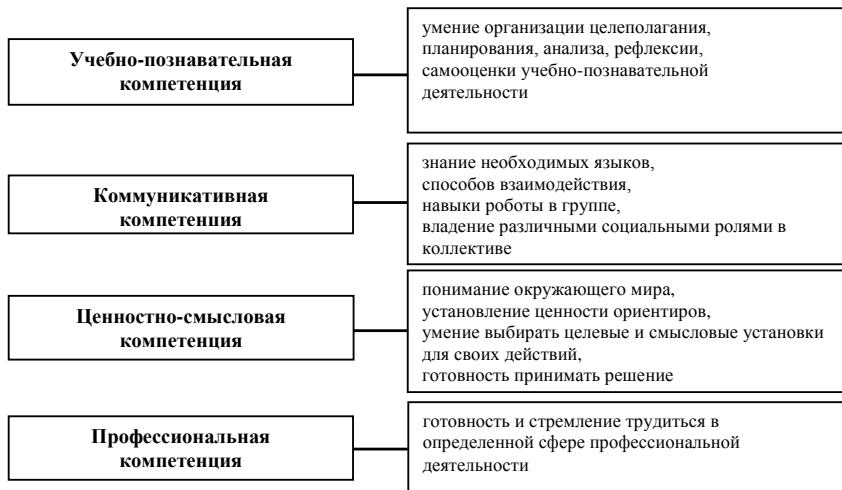 Учебно-познавательная
компетенция
умение организации целеполагания,
планирования, анализа, рефлексии,
самооценки учебно-познавательной
деятельности
Коммуникативная
компетенция
знание необходимых языков,
способов взаимодействия,
навыки роботы в группе,
владение различными социальными ролями в
коллективе
Ценностно-смысловая
компетенция
понимание окружающего мира,
установление ценности ориентиров,
умение выбирать целевые и смысловые установки
для своих действий,
готовность принимать решение
Профессиональная
компетенция
готовность и стремление трудиться в
определенной сфере профессиональной
деятельности